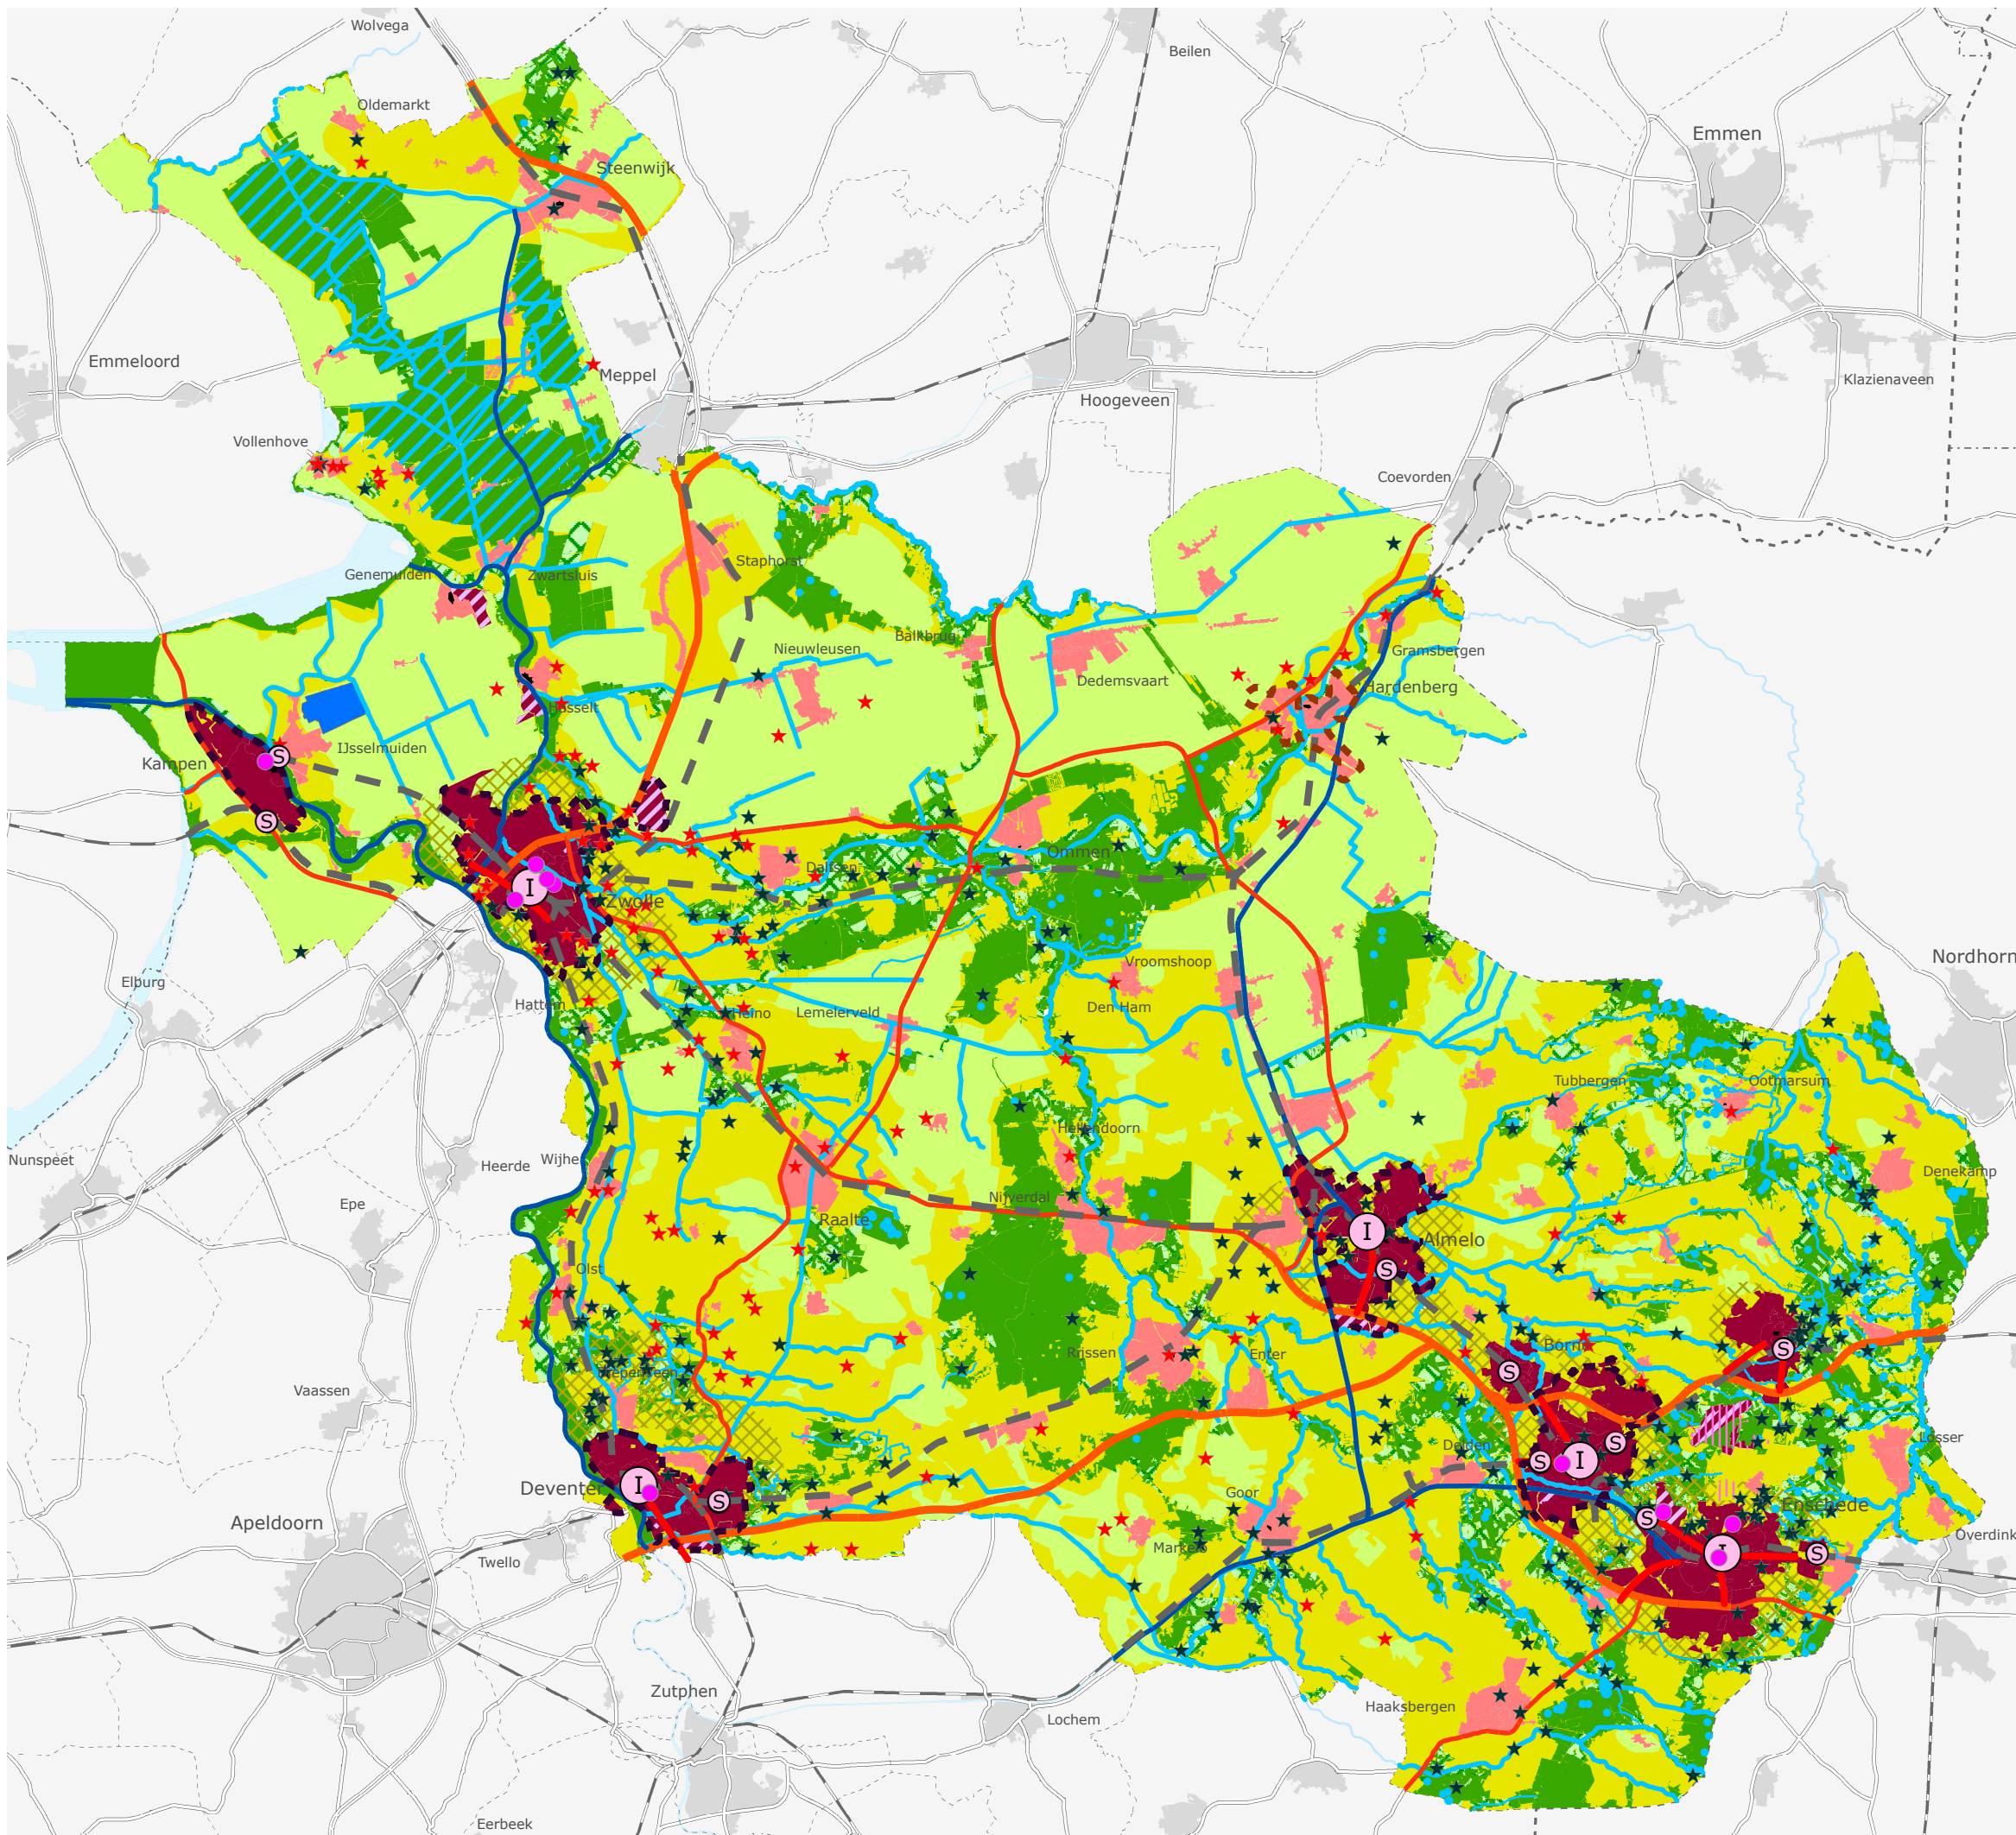 Wolvega
Beilen
Oldemarkt
Emmen
Steenwijk
Emmeloord
Meppel
Klazienaveen
Hoogeveen
Vollenhove
Coevorden
Staphorst
Genemuiden
Zwartsluis
Balkbrug
Nieuwleusen
Gramsbergen
Dedemsvaart
Hardenberg
Hasselt
IJsselmuiden
Kampen
S
S
Ommen
Dalfsen
I
Zwolle
Nordhorn
Vroomshoop
Elburg
Hattem
Heino
Lemelerveld
Den Ham
Tubbergen
Ootmarsum
Hellendoorn
Nunspeet
Heerde
Wijhe
Denekamp
Nijverdal
Epe
Raalte
I
Almelo
Olst
S
Rijssen
Enter
Borne
S
S
Diepenveen
Vaassen
Losser
Delden
S
S
I
Deventer
I
S
Goor
Enschede
S
Apeldoorn
Twello
Markelo
I
S
Overdink
Zutphen
Lochem
Haaksbergen
Eerbeek